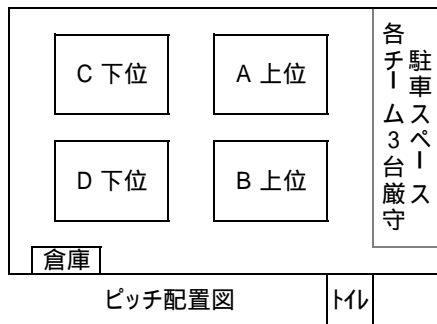 C 下位
A 上位
駐車スペース
各チーム3台厳守
D 下位
B 上位
倉庫
ピッチ配置図
ﾄｲﾚ